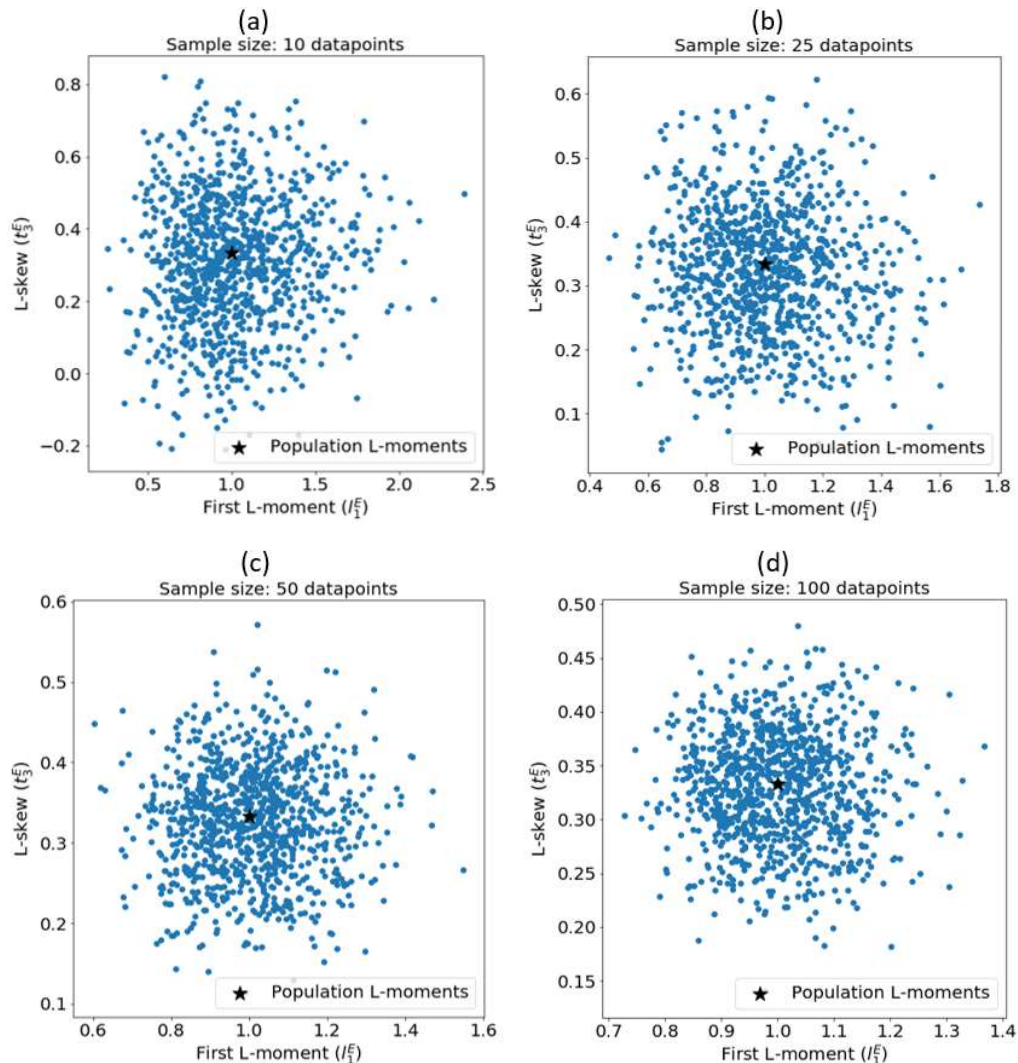 (a)
Sample size: 10 datapoints
L-skew (t₃ᴱ)
0.8
0.6
0.4
0.2
0.0
−0.2
★ Population L-moments
0.5 1.0 1.5 2.0 2.5
First L-moment (l₁ᴱ)
(b)
Sample size: 25 datapoints
L-skew (t₃ᴱ)
0.6
0.5
0.4
0.3
0.2
0.1
★ Population L-moments
0.4 0.6 0.8 1.0 1.2 1.4 1.6 1.8
First L-moment (l₁ᴱ)
(c)
Sample size: 50 datapoints
L-skew (t₃ᴱ)
0.6
0.5
0.4
0.3
0.2
0.1
★ Population L-moments
0.6 0.8 1.0 1.2 1.4 1.6
First L-moment (l₁ᴱ)
(d)
Sample size: 100 datapoints
L-skew (t₃ᴱ)
0.50
0.45
0.40
0.35
0.30
0.25
0.20
0.15
★ Population L-moments
0.7 0.8 0.9 1.0 1.1 1.2 1.3 1.4
First L-moment (l₁ᴱ)